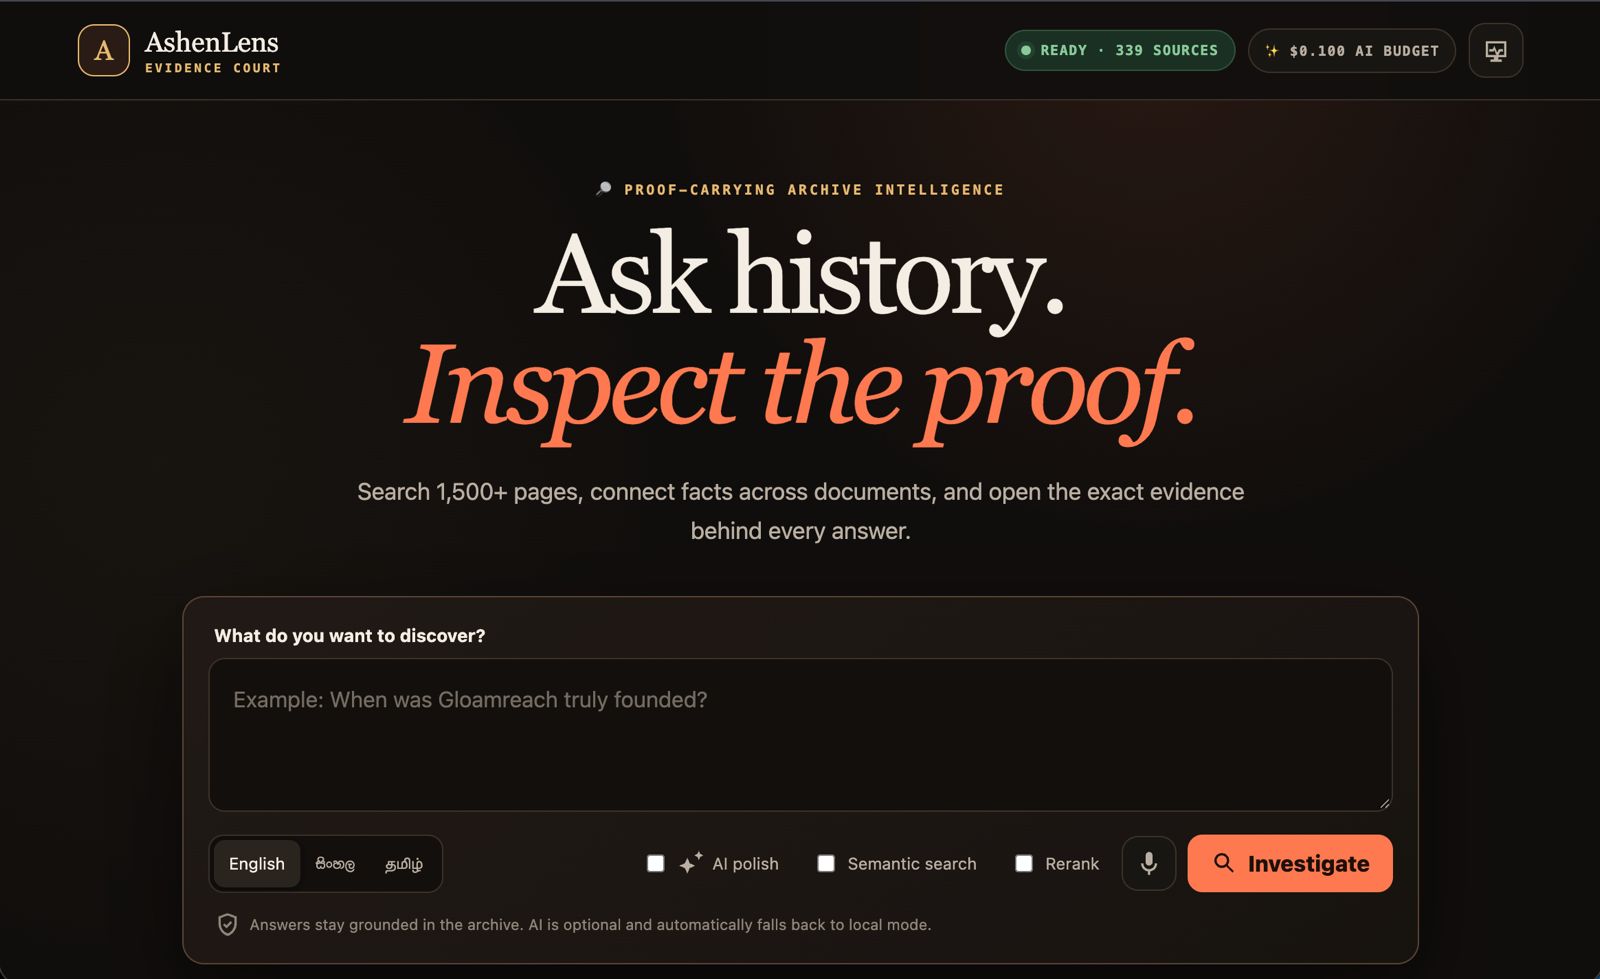 A
AshenLens
EVIDENCE COURT
READY · 339 SOURCES
$0.100 AI BUDGET
PROOF-CARRYING ARCHIVE INTELLIGENCE
Ask history.
Inspect the proof.
Search 1,500+ pages, connect facts across documents, and open the exact evidence
behind every answer.
What do you want to discover?
Example: When was Gloamreach truly founded?
English
සිංහල
தமிழ்
AI polish
Semantic search
Rerank
Investigate
Answers stay grounded in the archive. AI is optional and automatically falls back to local mode.